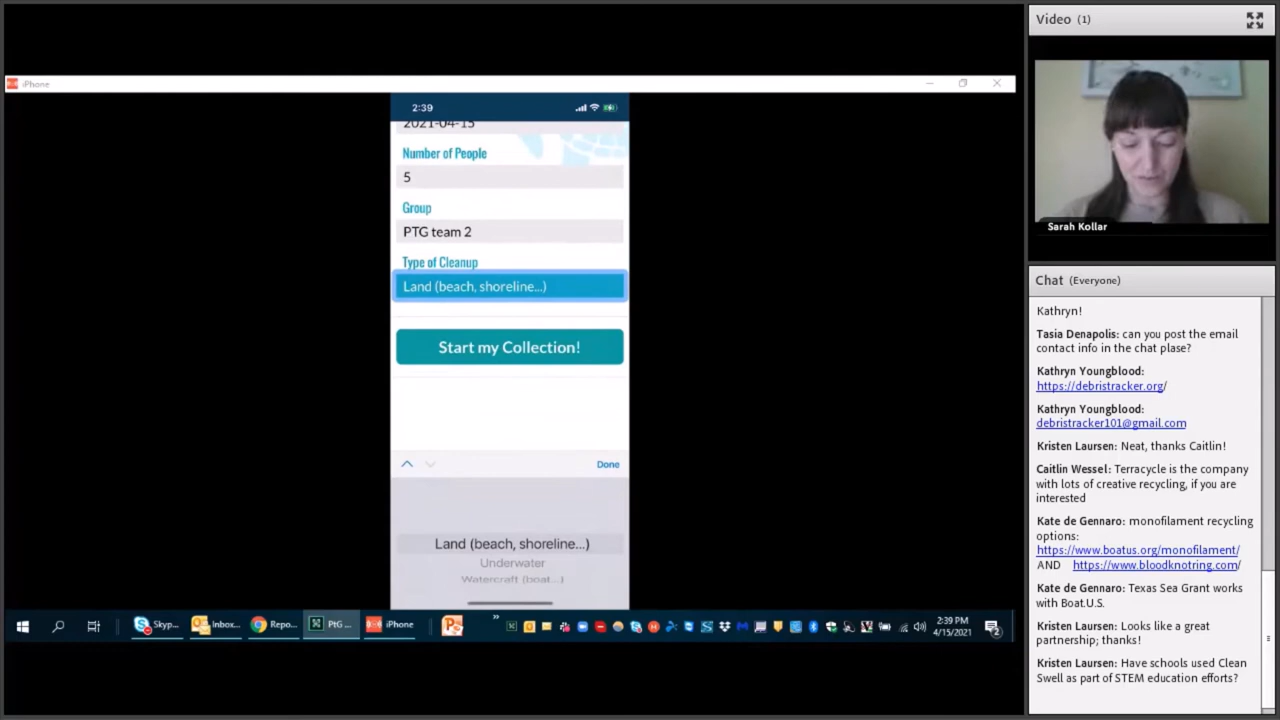 iPhone
2:39
2021-04-15
Number of People
5
Group
PTG team 2
Type of Cleanup
Land (beach, shoreline...)
Start my Collection!
Done
Land (beach, shoreline...)
Underwater
Watercraft (boat...)
Skyp...
Inbox...
Repo...
PtG ...
iPhone
2:39 PM
4/15/2021
2
Video (1)
Sarah Kollar
Chat (Everyone)
Kathryn!
Tasia Denapolis: can you post the email
contact info in the chat plase?
Kathryn Youngblood:
https://debristracker.org/
Kathryn Youngblood:
debristracker101@gmail.com
Kristen Laursen: Neat, thanks Caitlin!
Caitlin Wessel: Terracycle is the company
with lots of creative recycling, if you are
interested
Kate de Gennaro: monofilament recycling
options:
https://www.boatus.org/monofilament/
AND https://www.bloodknotring.com/
Kate de Gennaro: Texas Sea Grant works
with Boat.U.S.
Kristen Laursen: Looks like a great
partnership; thanks!
Kristen Laursen: Have schools used Clean
Swell as part of STEM education efforts?